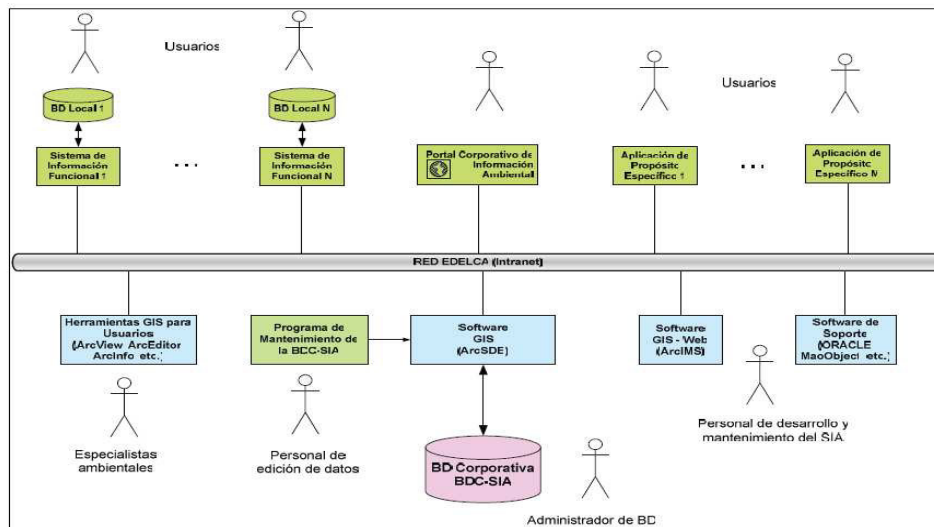 Usuarios
BD Local 1
BD Local N
Usuarios
Sistema de
Información
Funcional 1
...
Sistema de
Información
Funcional N
Portal Corporativo de
Información
Ambiental
Aplicación de
Propósito
Específico 1
...
Aplicación de
Propósito
Específico M
RED EDELCA (Intranet)
Herramientas GIS para
Usuarios
(ArcView ArcEditor
ArcInfo etc.)
Programa de
Mantenimiento de
la BDC-SIA
Software
GIS
(ArcSDE)
Software
GIS - Web
(ArcIMS)
Software de
Soporte
(ORACLE
MapObject etc.)
Especialistas
ambientales
Personal de
edición de datos
BD Corporativa
BDC-SIA
Personal de desarrollo y
mantenimiento del SIA
Administrador de BD